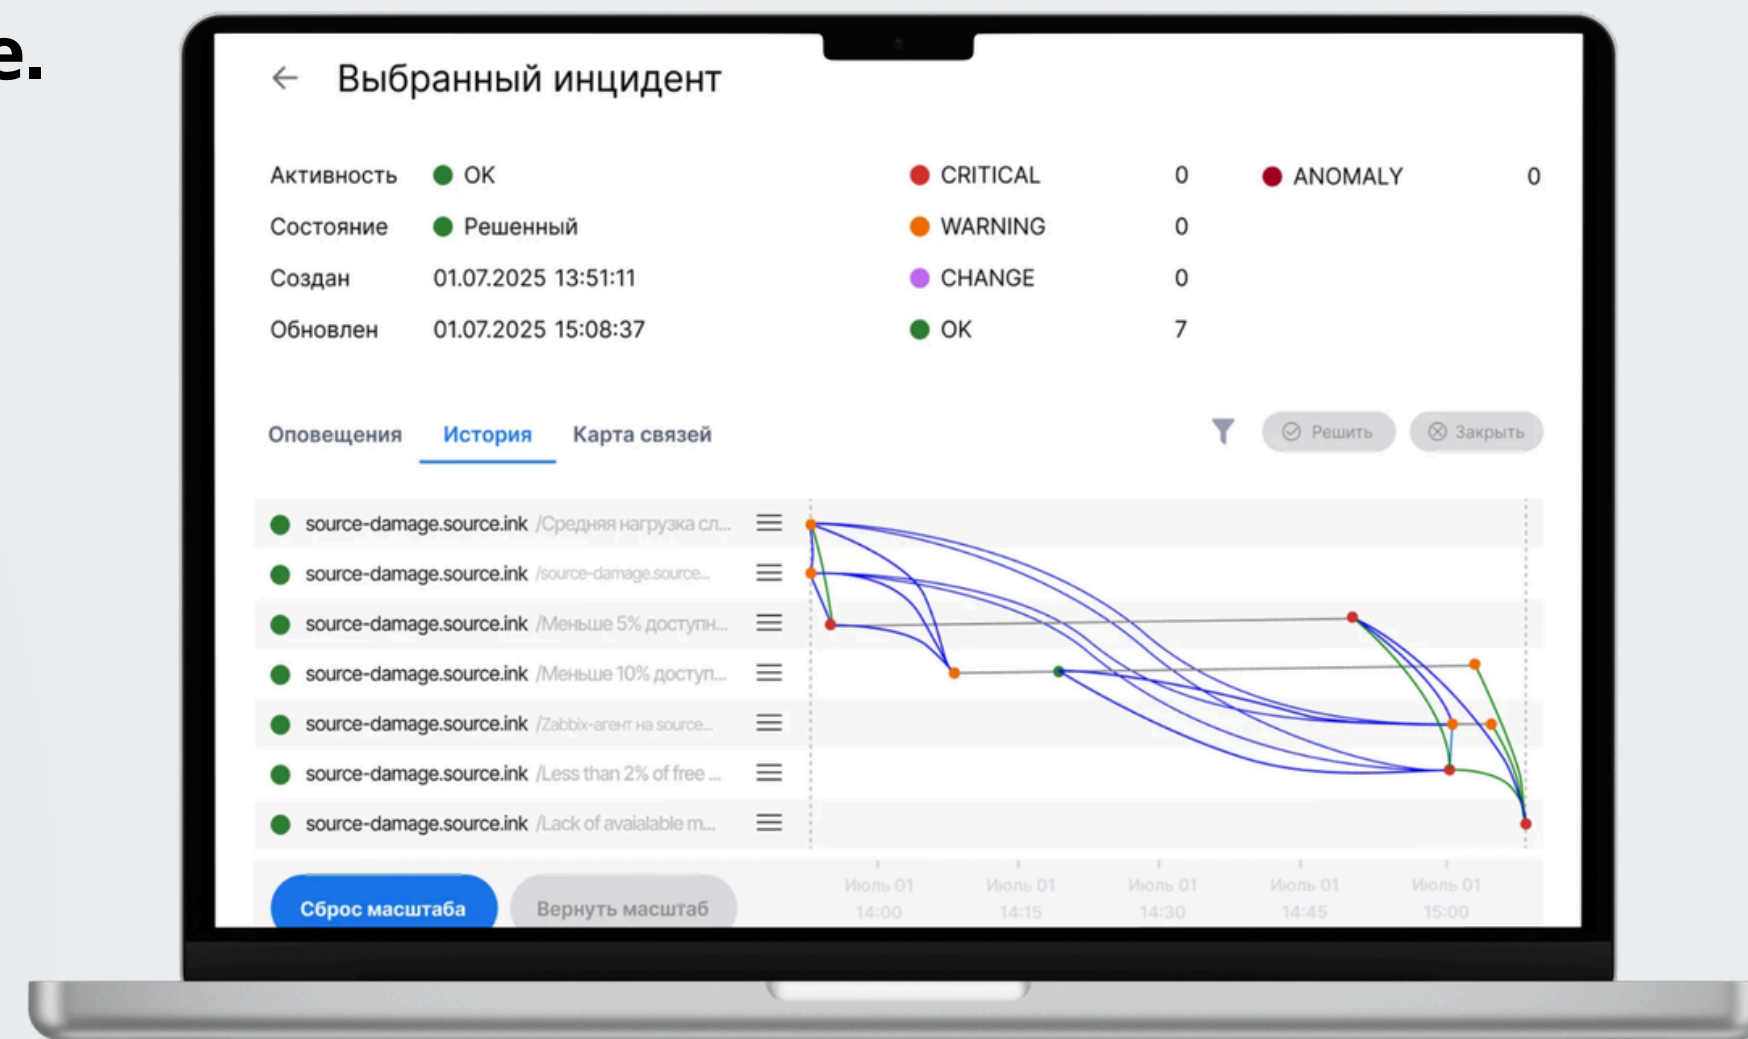 е.
Выбранный инцидент
Активность OK CRITICAL 0 ANOMALY 0
Состояние Решенный WARNING 0
Создан 01.07.2025 13:51:11 CHANGE 0
Обновлен 01.07.2025 15:08:37 OK 7
Оповещения История Карта связей Решить Закрыть
source-damage.source.ink /Средняя нагрузка сл...
source-damage.source.ink /source-damage.source...
source-damage.source.ink /Меньше 5% доступн...
source-damage.source.ink /Меньше 10% доступ...
source-damage.source.ink /Zabbix-агент на source...
source-damage.source.ink /Less than 2% of free ...
source-damage.source.ink /Lack of avaialable m...
Июль 01 Июль 01 Июль 01 Июль 01 Июль 01
Сброс масштаба Вернуть масштаб 14:00 14:15 14:30 14:45 15:00